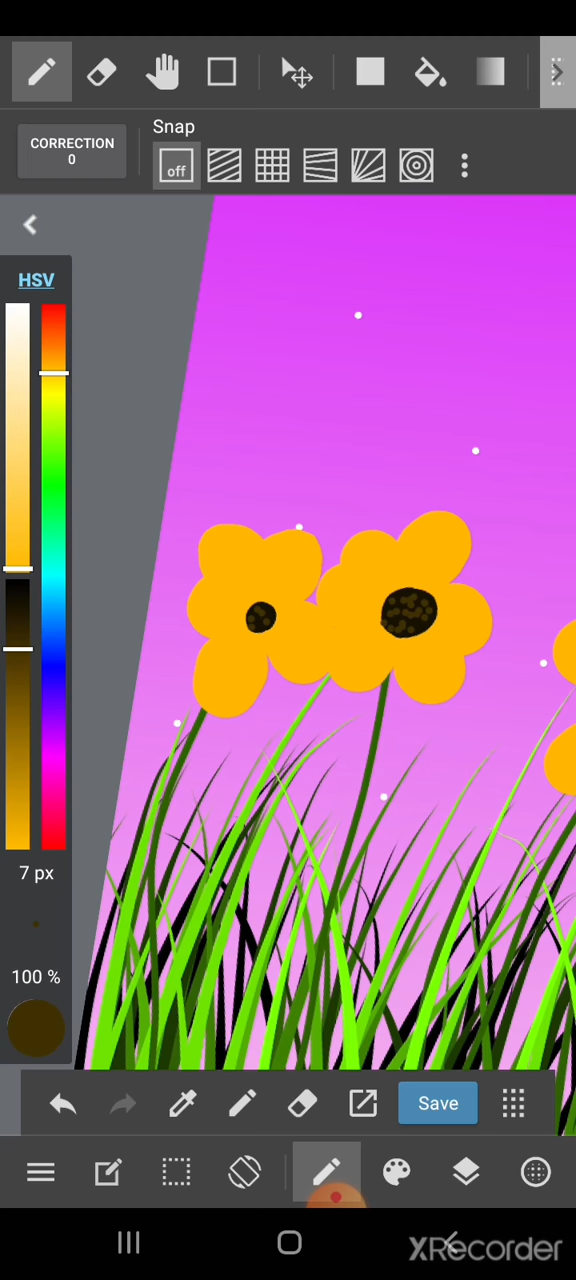 CORRECTION
0
Snap
off
HSV
7 px
100 %
Save
XRecorder